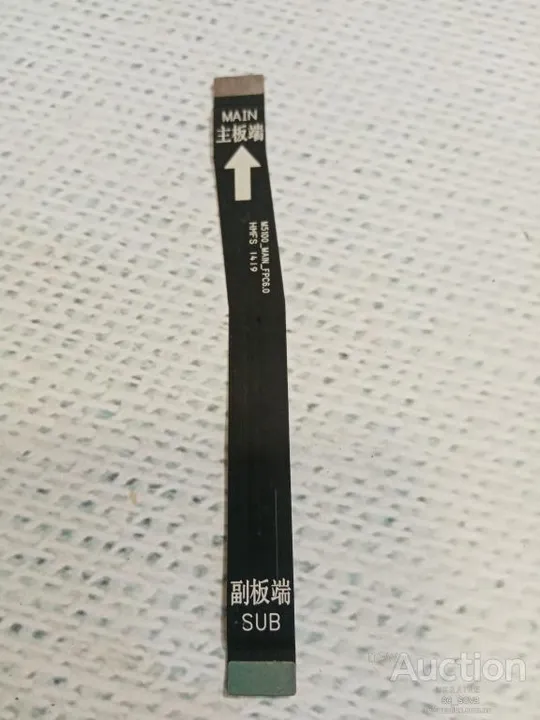 MAIN
主板端
M5100_MAIN_FPC6.0
HMFS 1419
副板端
SUB
Auction